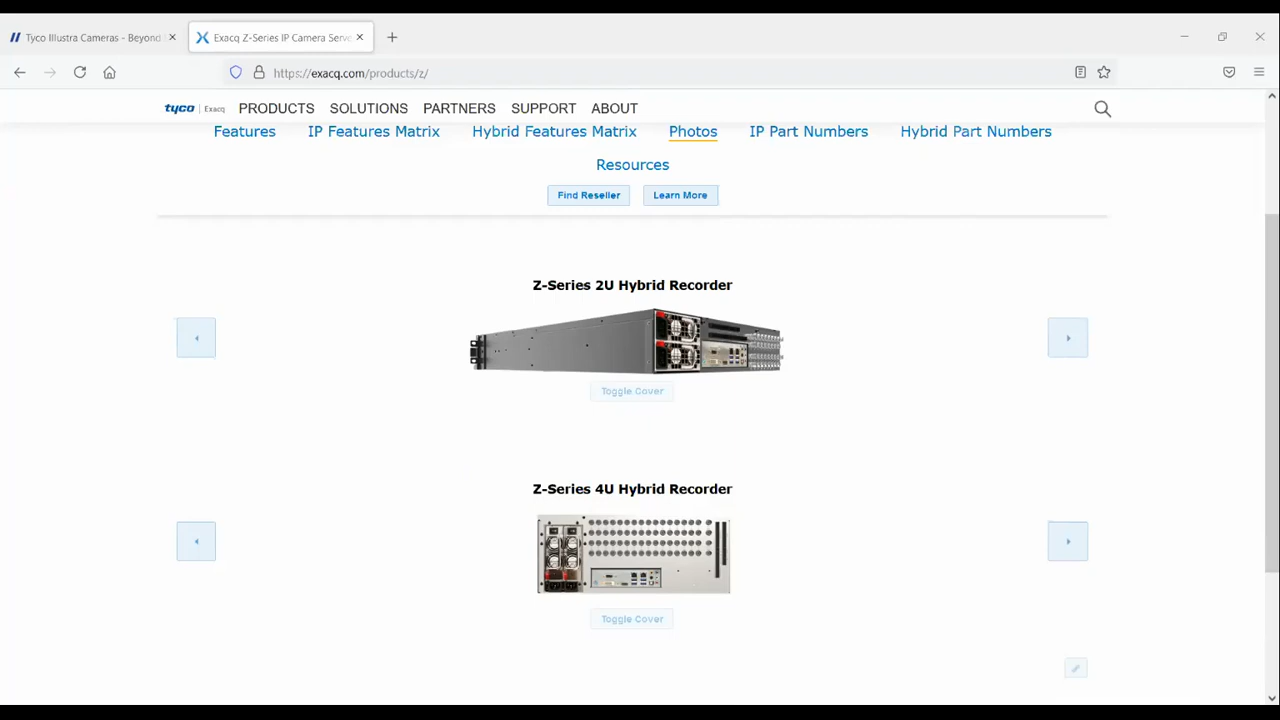 Tyco Illustra Cameras - Beyond
Exacq Z-Series IP Camera Serve
https://exacq.com/products/z/
tyco | Exacq PRODUCTS SOLUTIONS PARTNERS SUPPORT ABOUT
Features IP Features Matrix Hybrid Features Matrix Photos IP Part Numbers Hybrid Part Numbers
Resources
Find Reseller Learn More
Z-Series 2U Hybrid Recorder
Toggle Cover
Z-Series 4U Hybrid Recorder
Toggle Cover